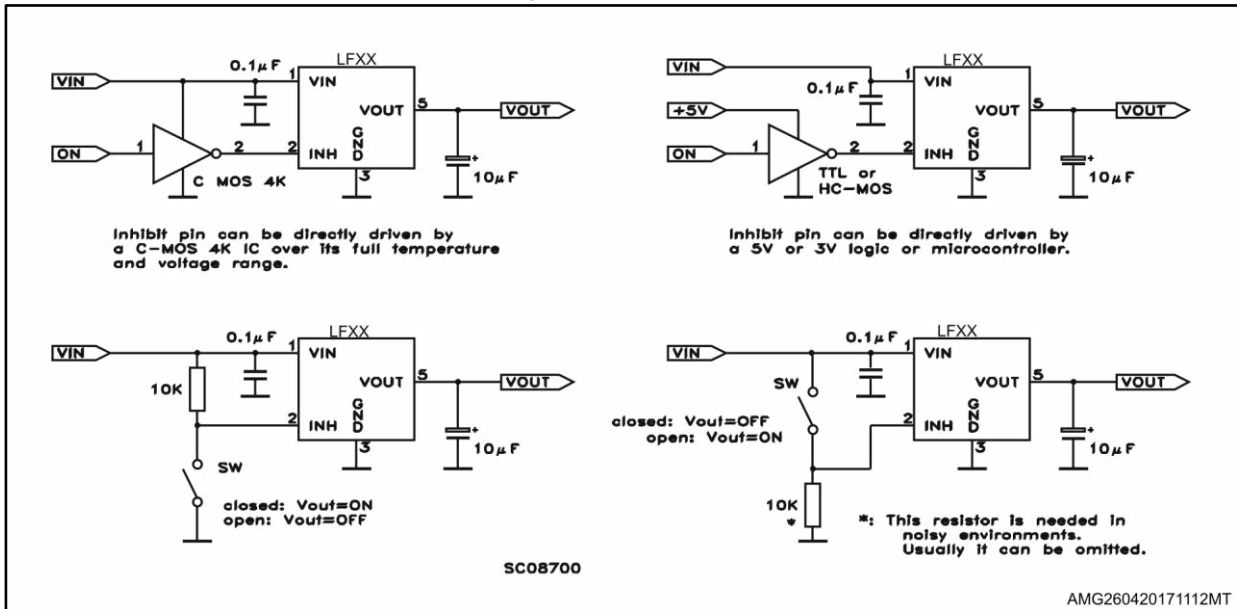 LFXX
0.1μF
VIN
1
VIN
VOUT
5
VOUT
ON
1
2
2
INH
GND
3
C MOS 4K
+
10μF
Inhibit pin can be directly driven by
a C-MOS 4K IC over its full temperature
and voltage range.
LFXX
VIN
0.1μF
1
VIN
+5V
VOUT
5
VOUT
ON
1
2
2
INH
GND
3
TTL or
HC-MOS
+
10μF
Inhibit pin can be directly driven by
a 5V or 3V logic or microcontroller.
LFXX
0.1μF
VIN
1
VIN
10K
VOUT
5
VOUT
2
INH
GND
3
+
10μF
SW
closed: Vout=ON
open: Vout=OFF
LFXX
0.1μF
VIN
1
VIN
SW
VOUT
5
VOUT
closed: Vout=OFF
open: Vout=ON
2
INH
GND
3
+
10μF
10K
*
*: This resistor is needed in
noisy environments.
Usually it can be omitted.
SC08700
AMG260420171112MT